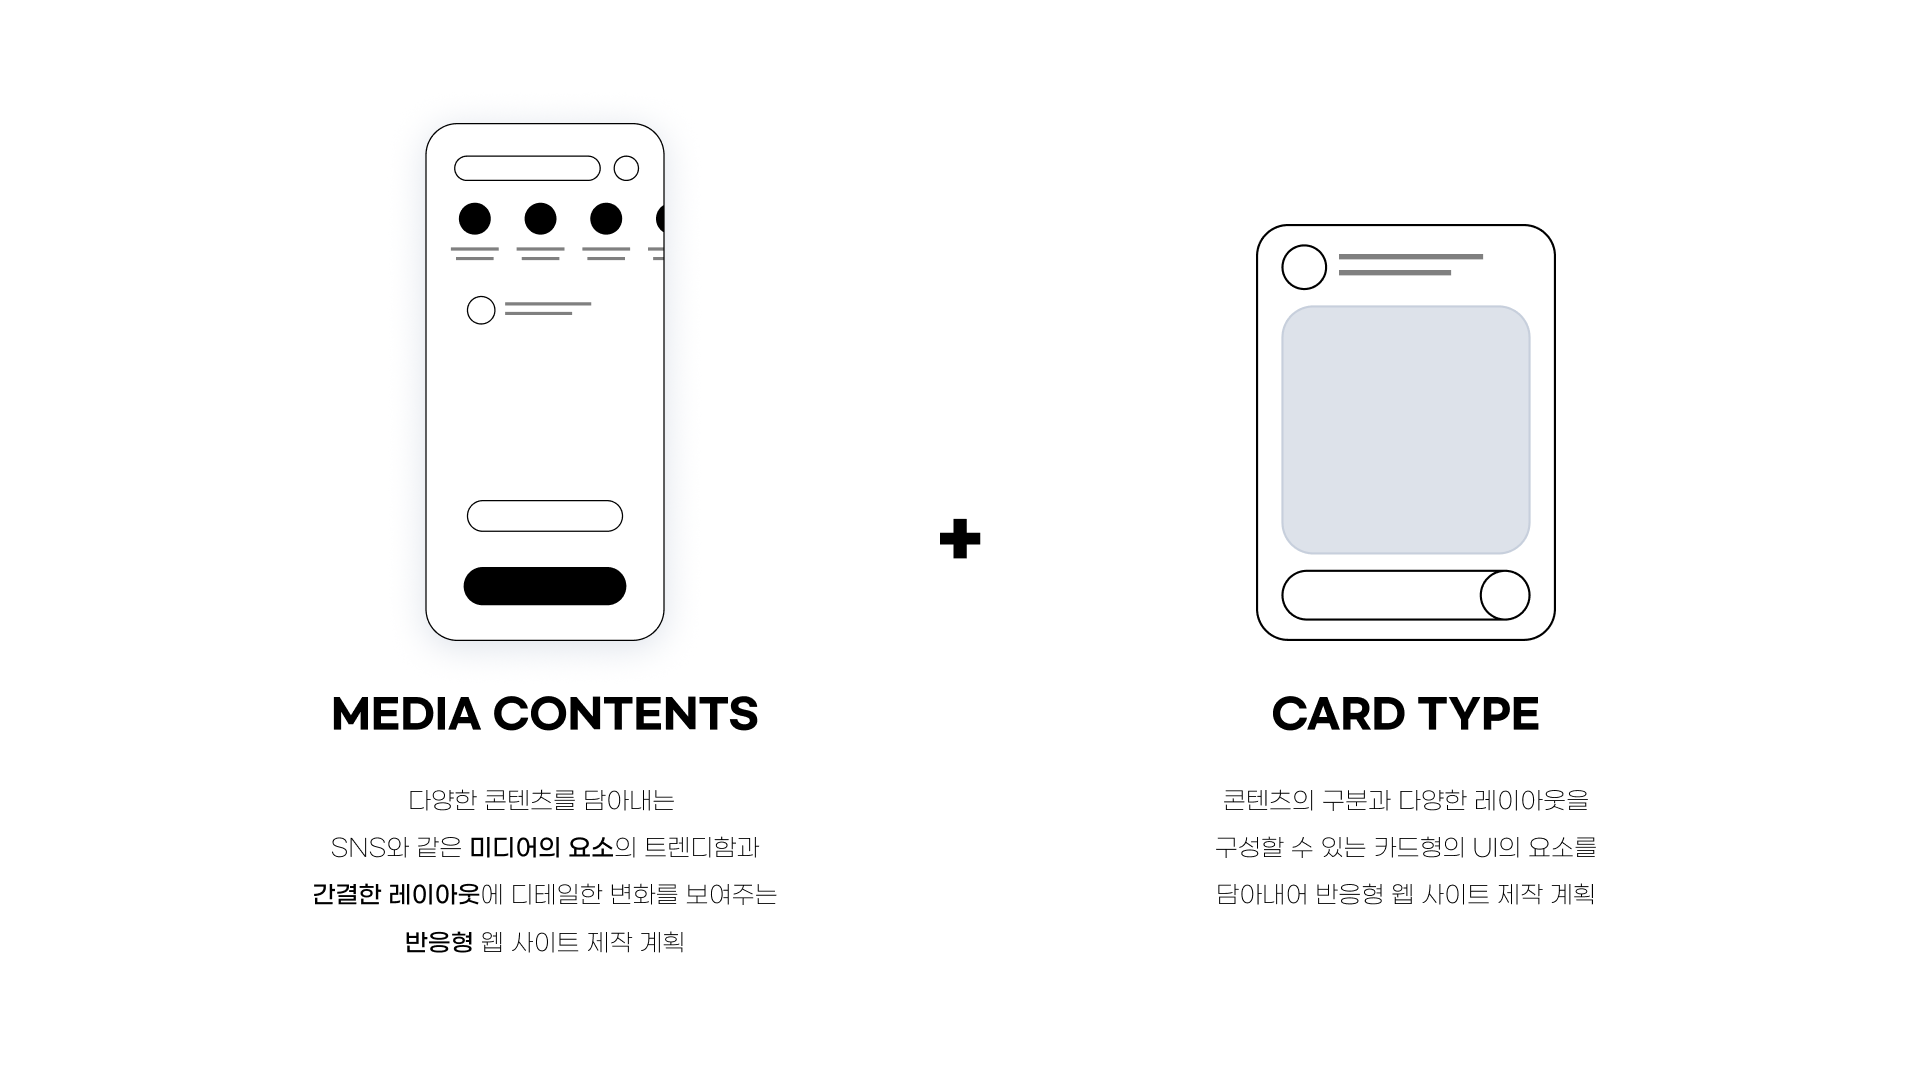 MEDIA CONTENTS
다양한 콘텐츠를 담아내는
SNS와 같은 미디어의 요소의 트렌디함과
간결한 레이아웃에 디테일한 변화를 보여주는
반응형 웹 사이트 제작 계획
+
CARD TYPE
콘텐츠의 구분과 다양한 레이아웃을
구성할 수 있는 카드형의 UI의 요소를
담아내어 반응형 웹 사이트 제작 계획